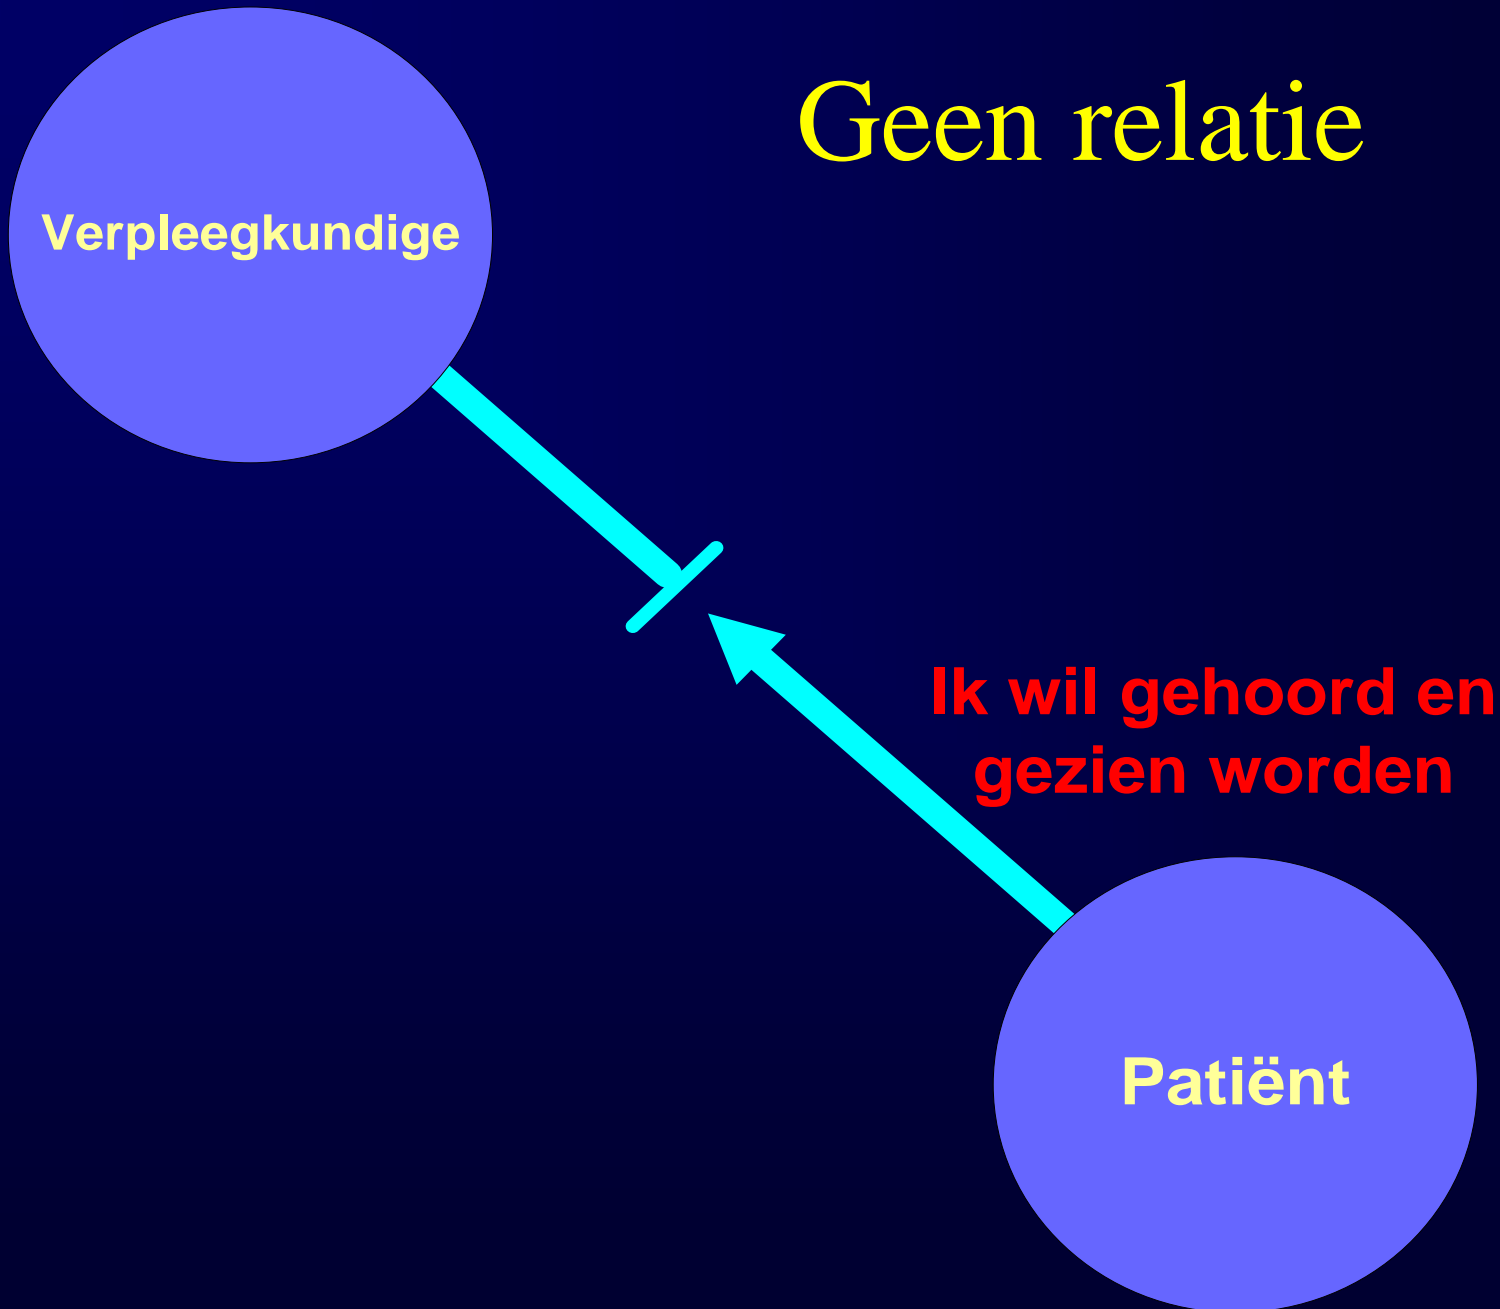 Geen relatie
Verpleegkundige
Ik wil gehoord en
gezien worden
Patiënt